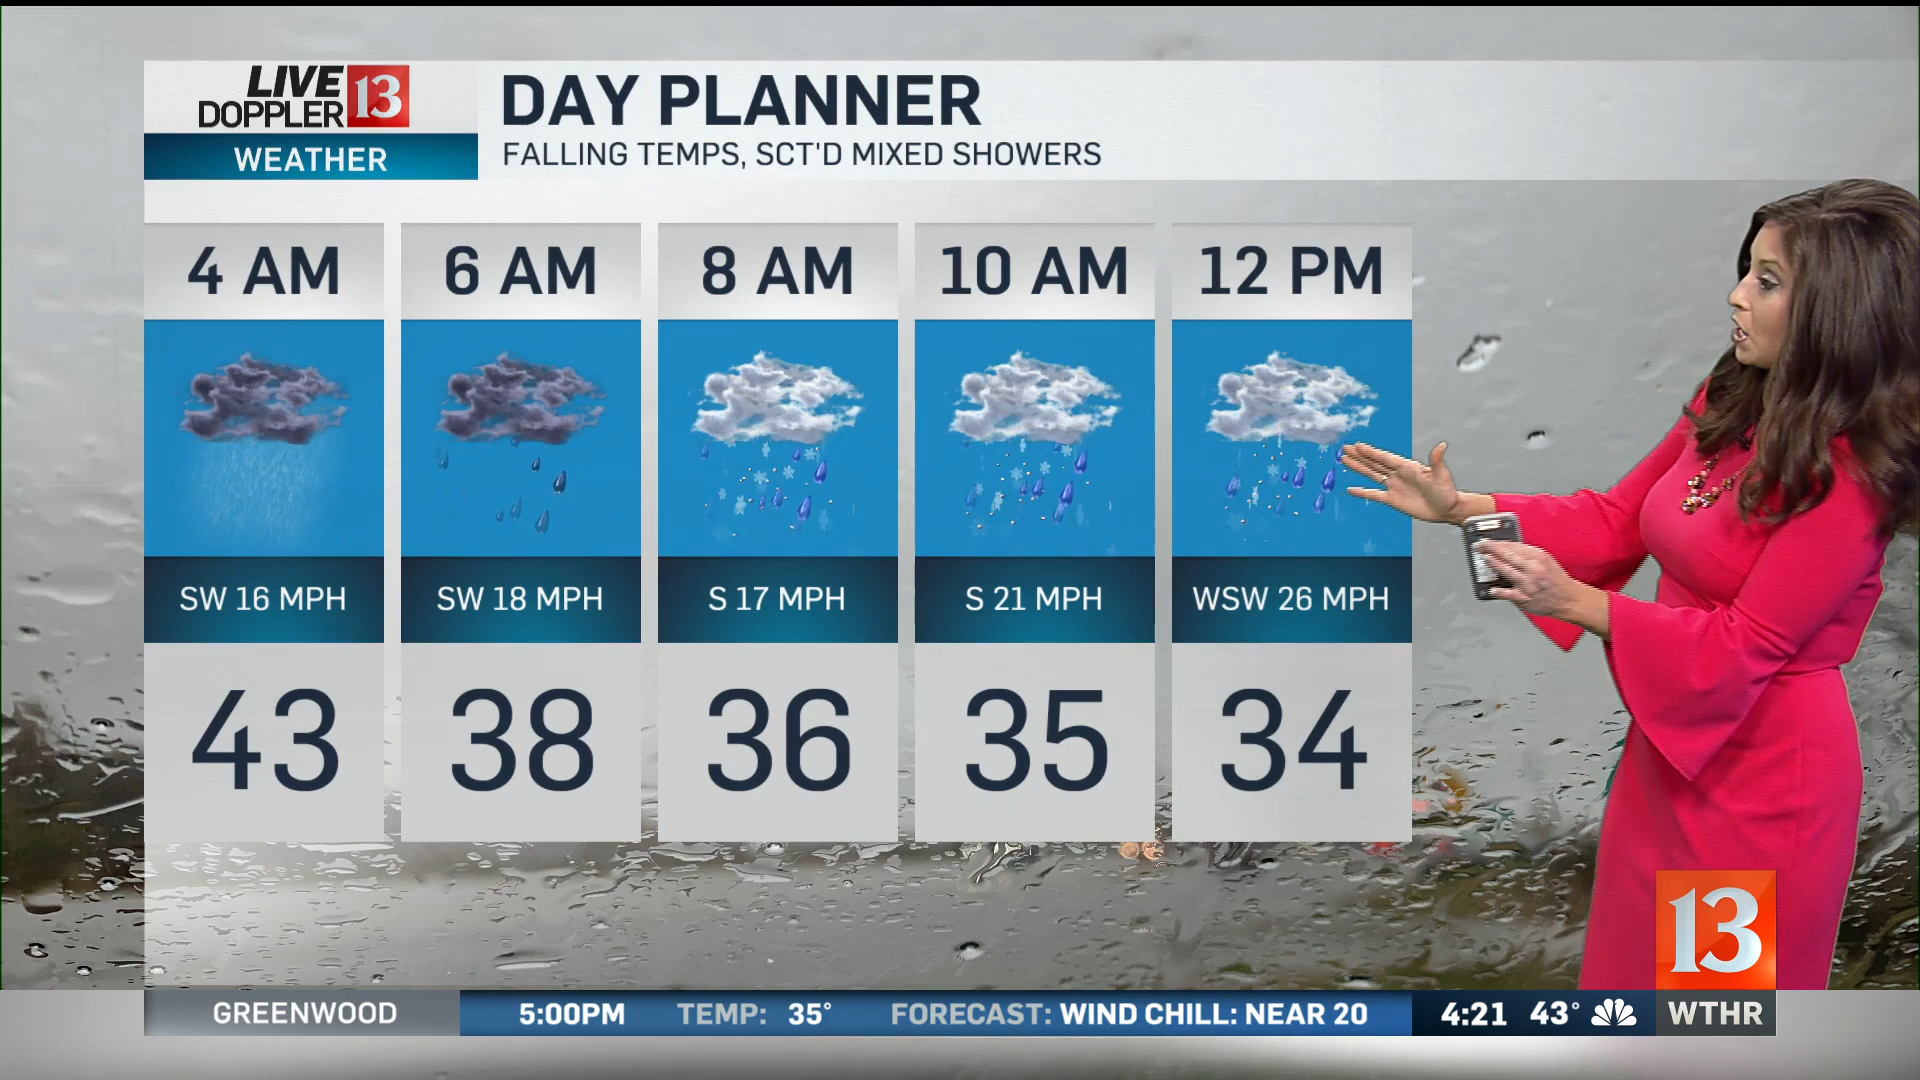 LIVE
DOPPLER 13
WEATHER
DAY PLANNER
FALLING TEMPS, SCT'D MIXED SHOWERS
4 AM
6 AM
8 AM
10 AM
12 PM
SW 16 MPH
SW 18 MPH
S 17 MPH
S 21 MPH
WSW 26 MPH
43
38
36
35
34
13
GREENWOOD
5:00PM
TEMP: 35°
FORECAST: WIND CHILL: NEAR 20
4:21 43°
WTHR